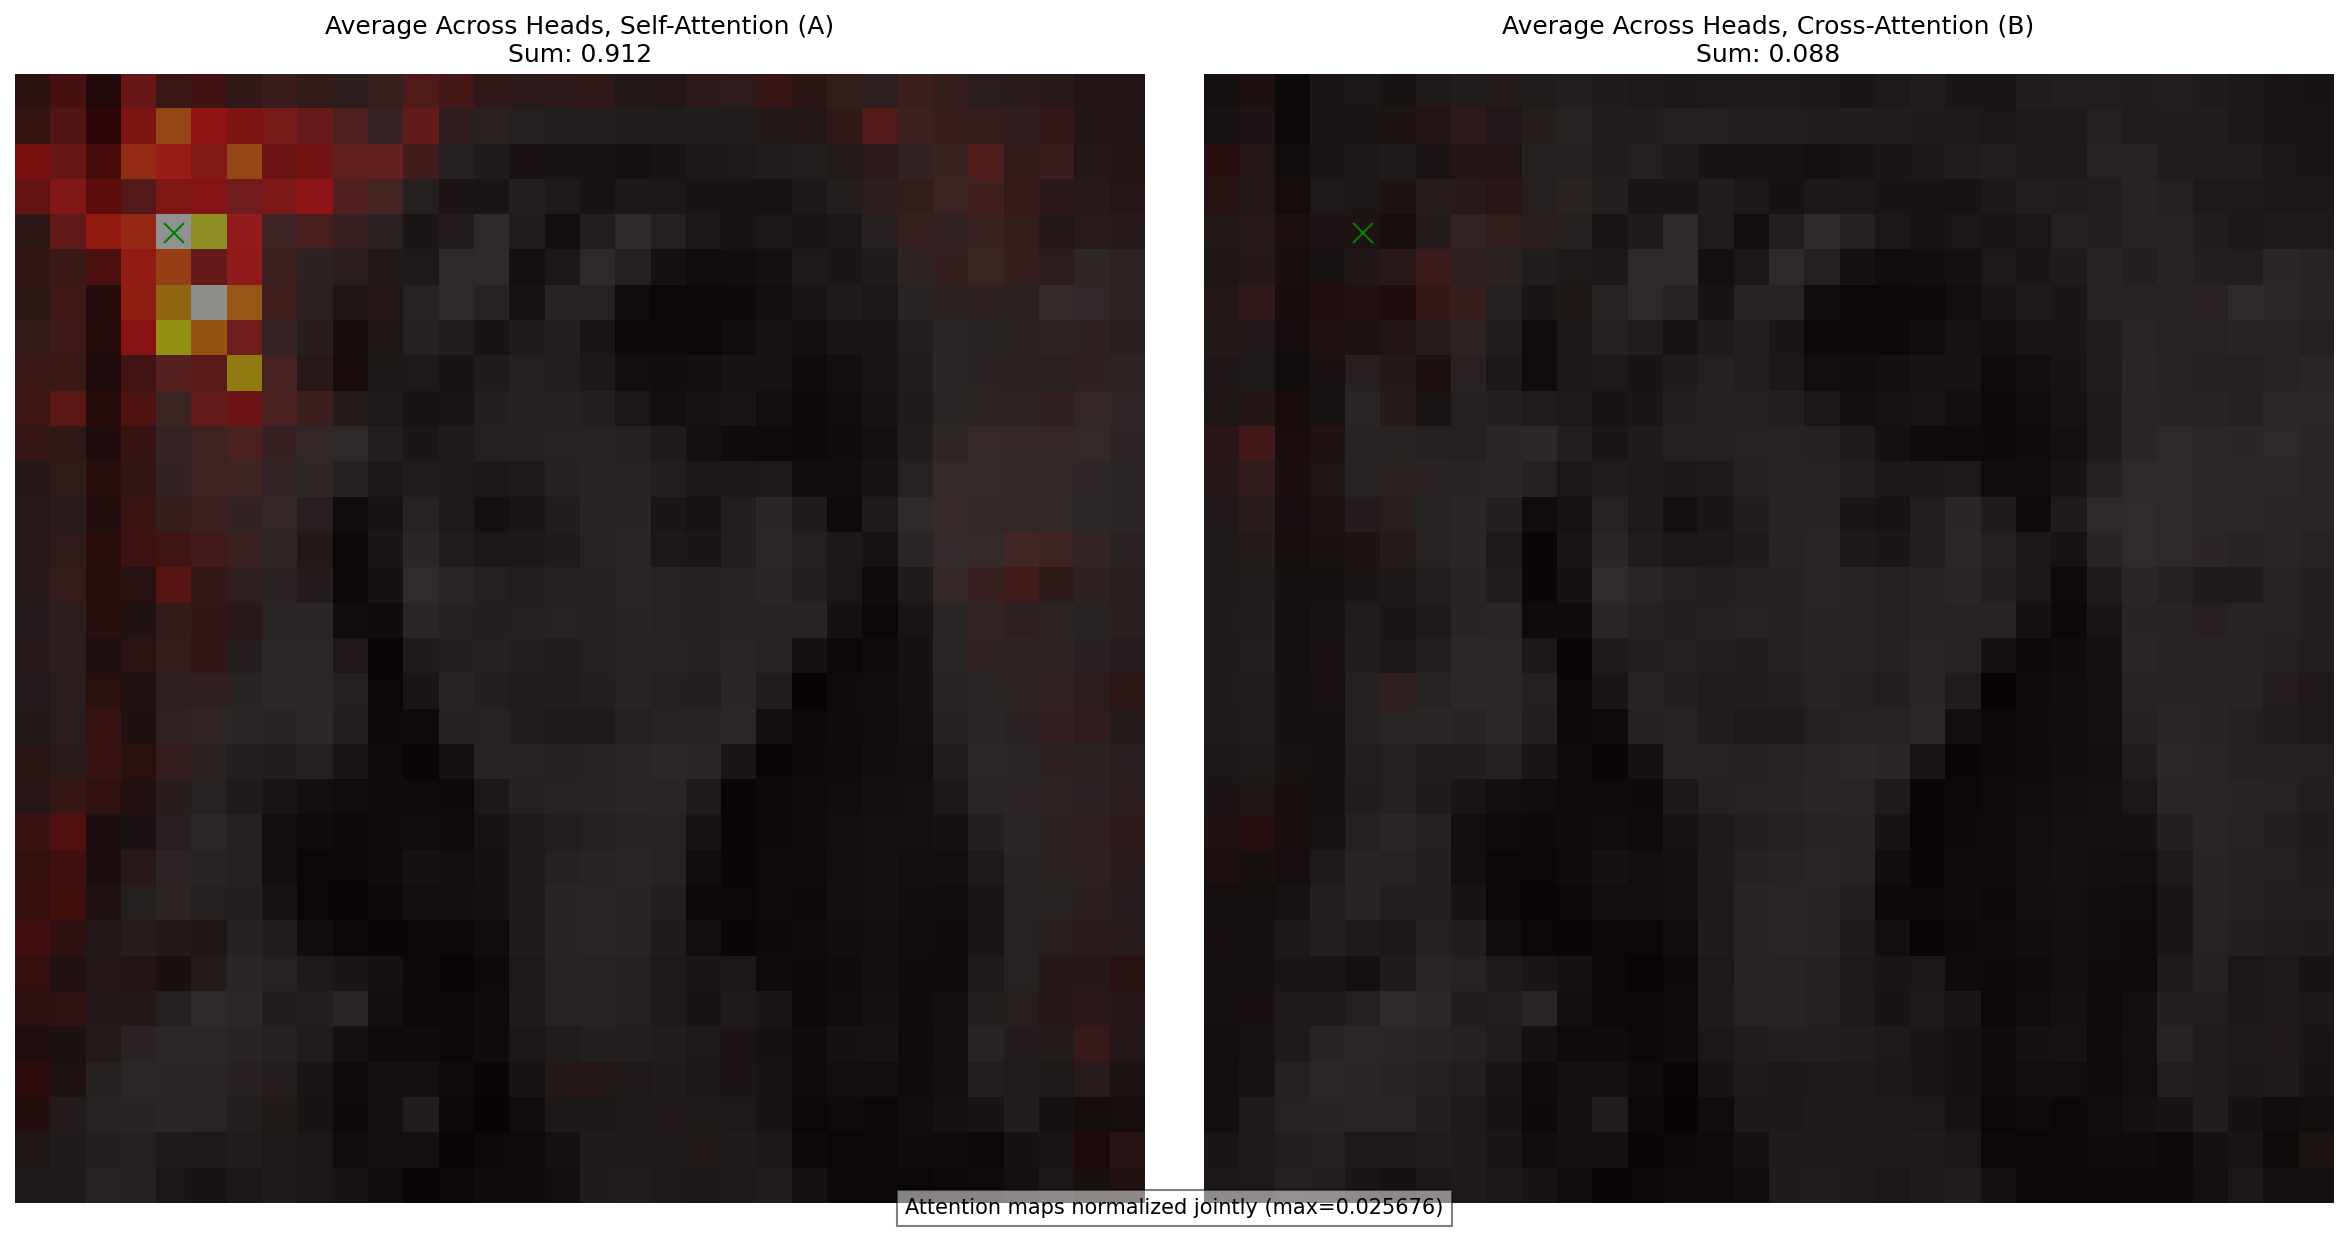 Average Across Heads, Self-Attention (A)
Sum: 0.912
Average Across Heads, Cross-Attention (B)
Sum: 0.088
Attention maps normalized jointly (max=0.025676)